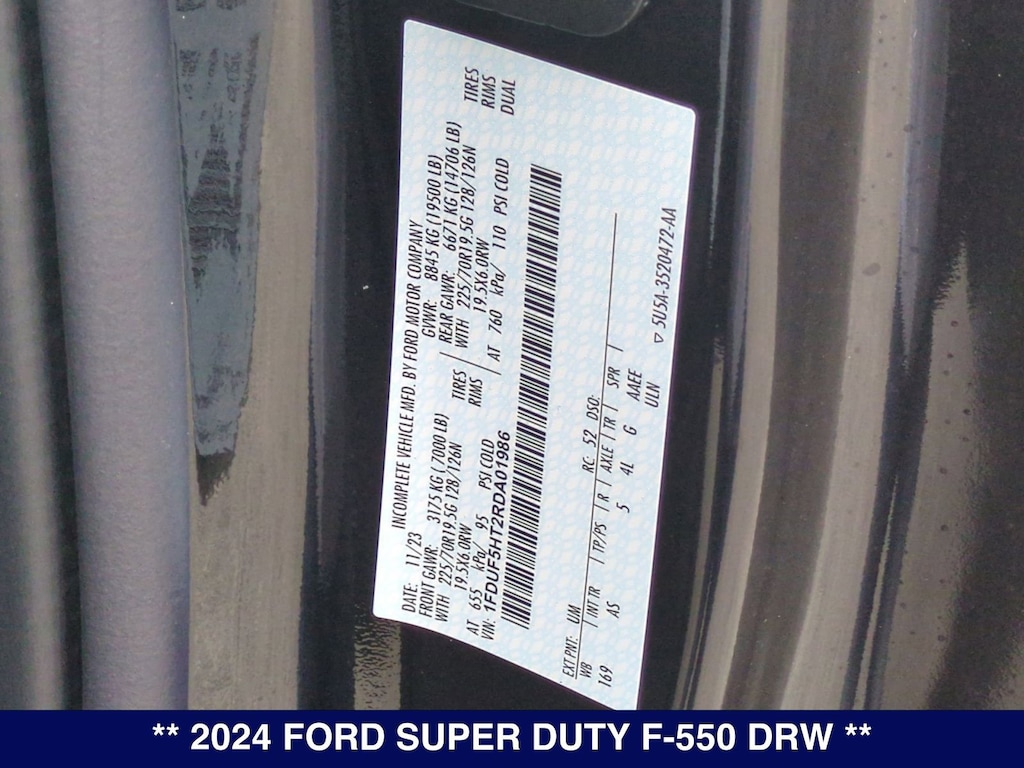 INCOMPLETE VEHICLE MFD. BY FORD MOTOR COMPANY
DATE: 11/23 GVWR: 8845 KG (19500 LB)
FRONT GAWR: 3175 KG (7000 LB) REAR GAWR: 6671 KG (14706 LB)
WITH 225/70R19.5G 128/126N TIRES WITH 225/70R19.5G 128/126N TIRES
19.5X6.0RW RIMS 19.5X6.0RW RIMS
AT 655 kPa/ 95 PSI COLD AT 760 kPa/ 110 PSI COLD DUAL
VIN: 1FDUF5HT2RDA01986
EXT PNT: UM RC: 52 DSO:
WB INT TR TP/PS R AXLE TR SPR
169 AS 5 4L G AAEE
ULN
▽ 5U5A-3520472-AA
** 2024 FORD SUPER DUTY F-550 DRW **